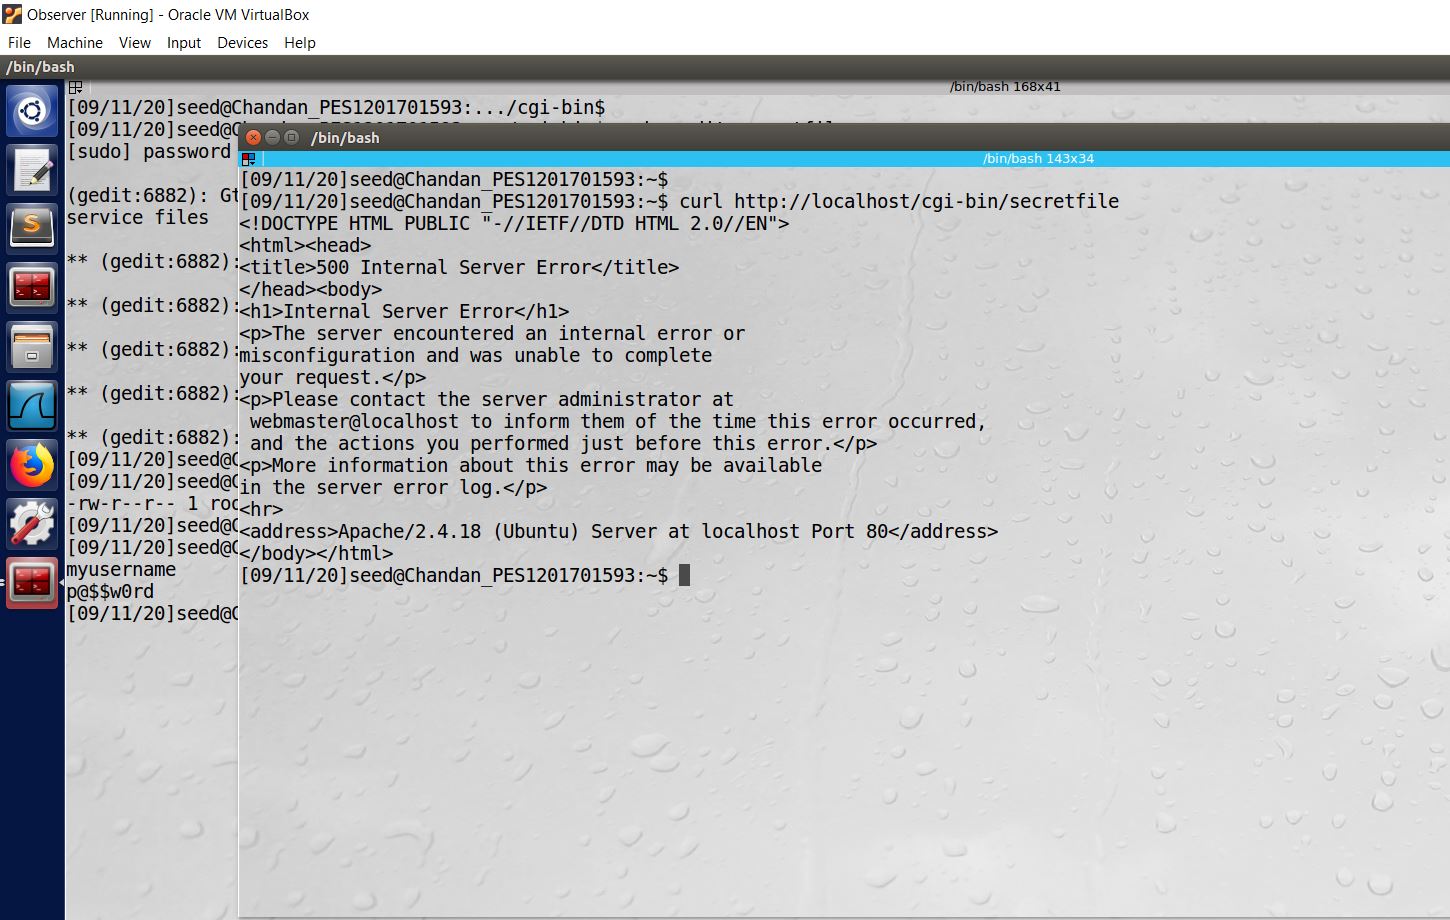 Observer [Running] - Oracle VM VirtualBox
File Machine View Input Devices Help
/bin/bash
/bin/bash 168x41
[09/11/20]seed@Chandan_PES1201701593:.../cgi-bin$
[09/11/20]seed@
[sudo] password
(gedit:6882): Gt
service files
** (gedit:6882):
** (gedit:6882):
** (gedit:6882):
** (gedit:6882):
** (gedit:6882):
[09/11/20]seed@C
[09/11/20]seed@C
-rw-r--r-- 1 roo
[09/11/20]seed@C
[09/11/20]seed@C
myusername
p@$$w0rd
[09/11/20]seed@C
/bin/bash
/bin/bash 143x34
[09/11/20]seed@Chandan_PES1201701593:~$
[09/11/20]seed@Chandan_PES1201701593:~$ curl http://localhost/cgi-bin/secretfile
<!DOCTYPE HTML PUBLIC "-//IETF//DTD HTML 2.0//EN">
<html><head>
<title>500 Internal Server Error</title>
</head><body>
<h1>Internal Server Error</h1>
<p>The server encountered an internal error or
misconfiguration and was unable to complete
your request.</p>
<p>Please contact the server administrator at
 webmaster@localhost to inform them of the time this error occurred,
 and the actions you performed just before this error.</p>
<p>More information about this error may be available
in the server error log.</p>
<hr>
<address>Apache/2.4.18 (Ubuntu) Server at localhost Port 80</address>
</body></html>
[09/11/20]seed@Chandan_PES1201701593:~$